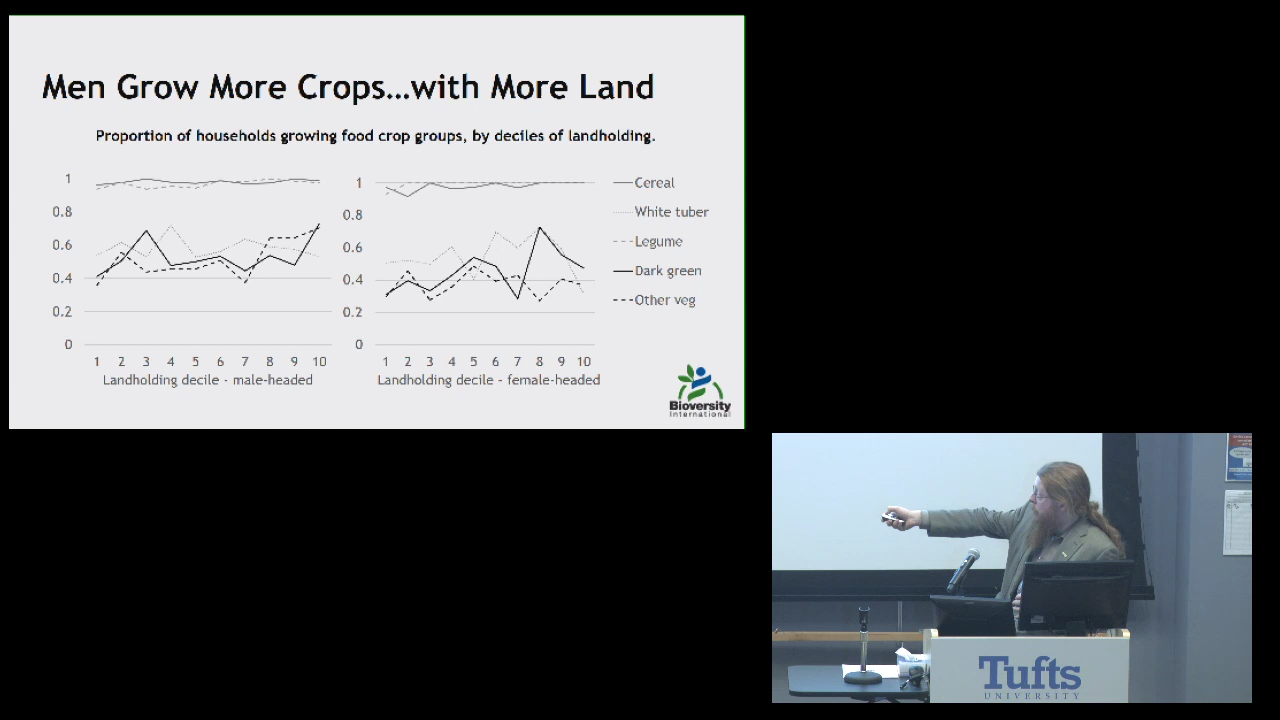 Men Grow More Crops...with More Land
Proportion of households growing food crop groups, by deciles of landholding.
1
0.8
0.6
0.4
0.2
0
1 2 3 4 5 6 7 8 9 10
Landholding decile - male-headed
1
0.8
0.6
0.4
0.2
0
1 2 3 4 5 6 7 8 9 10
Landholding decile - female-headed
Cereal
White tuber
Legume
Dark green
Other veg
Bioversity
International
Tufts
UNIVERSITY